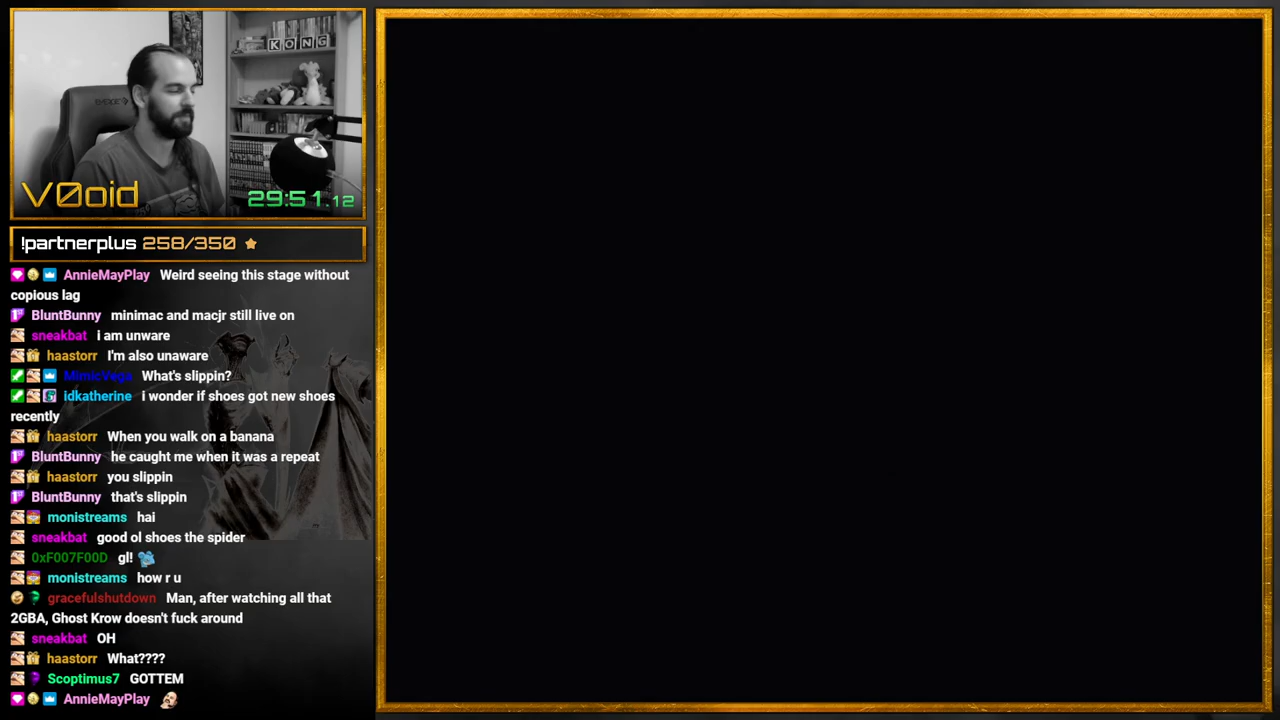 KONG
V0oid
29:51.12
!partnerplus 258/350
AnnieMayPlay Weird seeing this stage without
copious lag
BluntBunny minimac and macjr still live on
sneakbat i am unware
haastorr I'm also unaware
MimicVega What's slippin?
idkatherine i wonder if shoes got new shoes
recently
haastorr When you walk on a banana
BluntBunny he caught me when it was a repeat
haastorr you slippin
BluntBunny that's slippin
monistreams hai
sneakbat good ol shoes the spider
0xF007F00D gl!
monistreams how r u
gracefulshutdown Man, after watching all that
2GBA, Ghost Krow doesn't fuck around
sneakbat OH
haastorr What????
Scoptimus7 GOTTEM
AnnieMayPlay